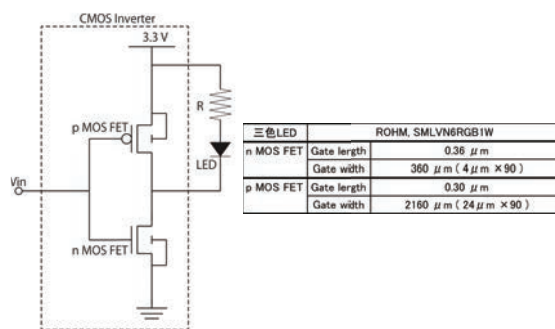 CMOS Inverter
3.3 V
R
p MOS FET
LED
Vin
n MOS FET
三色LED ROHM, SMLVN6RGB1W
n MOS FET Gate length 0.36 μm
Gate width 360 μm ( 4μm ×90 )
p MOS FET Gate length 0.30 μm
Gate width 2160 μm ( 24μm ×90 )